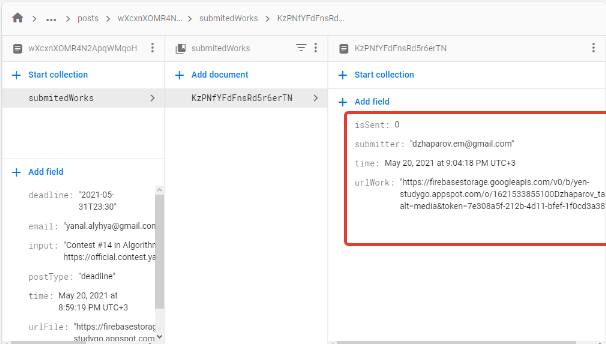 ... posts wXcxnXOMR4N... submitedWorks KzPNfYFdFnsRd...
wXcxnXOMR4N2ApqWMqoH
submitedWorks
KzPNfYFdFnsRd5r6erTN
Start collection
Add document
Start collection
submitedWorks
KzPNfYFdFnsRd5r6erTN
Add field
isSent: 0
submitter: "dzhaparov.em@gmail.com"
time: May 20, 2021 at 9:04:18 PM UTC+3
urlWork: "https://firebasestorage.googleapis.com/v0/b/yen-
studygo.appspot.com/o/1621533855100Dzhaparov_ta
alt=media&token=7e308a5f-212b-4d11-bfef-1f0cd3a38
Add field
deadline: "2021-05-
31T23:30"
email: "yanal.alyhya@gmail.con
input: "Contest #14 in Algorithm
https://official.contest.ya
postType: "deadline"
time: May 20, 2021 at
8:59:19 PM UTC+3
urlFile: "https://firebasestorag
studygo.appspot.com